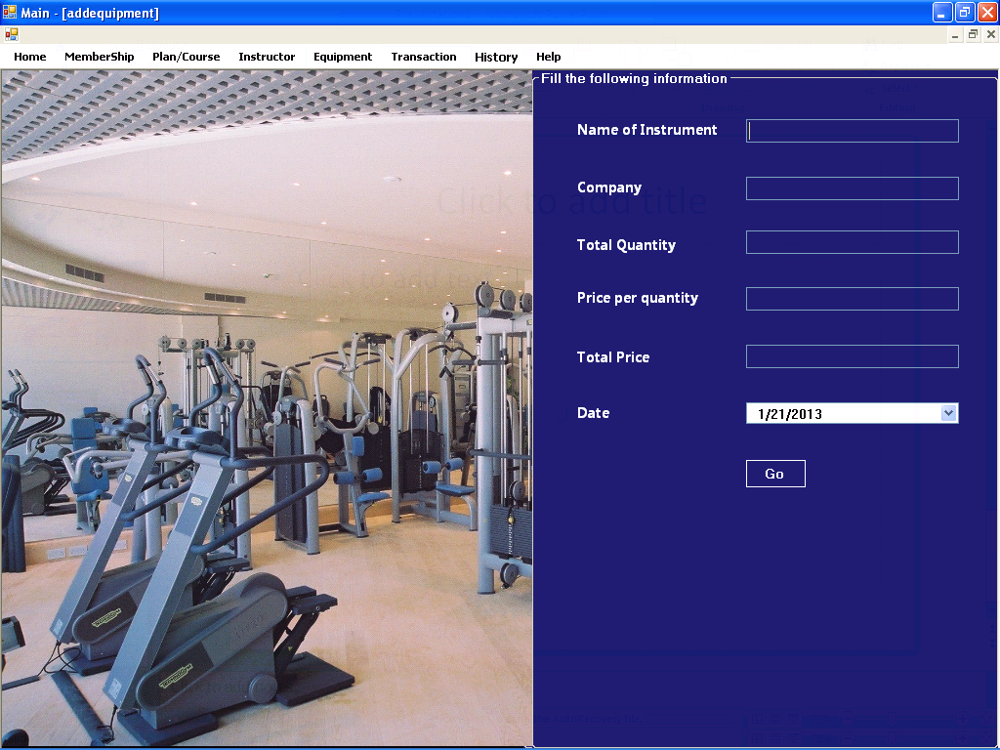 Main - [addequipment]
Home MemberShip Plan/Course Instructor Equipment Transaction History Help
Fill the following information
Name of Instrument
Company
Click to add title
Total Quantity
Price per quantity
Total Price
Date 1/21/2013
Go